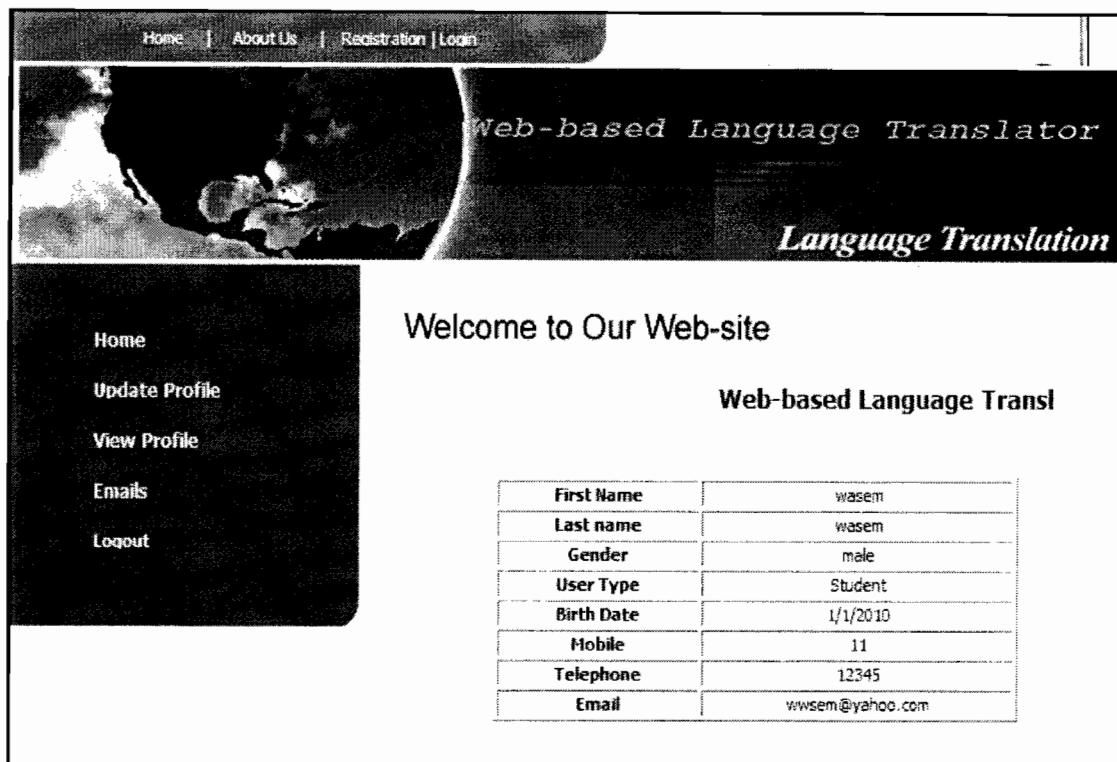 Home | About Us | Registration | Login
Web-based Language Translator
Language Translation
Home
Update Profile
View Profile
Emails
Logout
Welcome to Our Web-site
Web-based Language Transl
First Name wasem
Last name wasem
Gender male
User Type Student
Birth Date 1/1/2010
Mobile 11
Telephone 12345
Email wwsem@yahoo.com